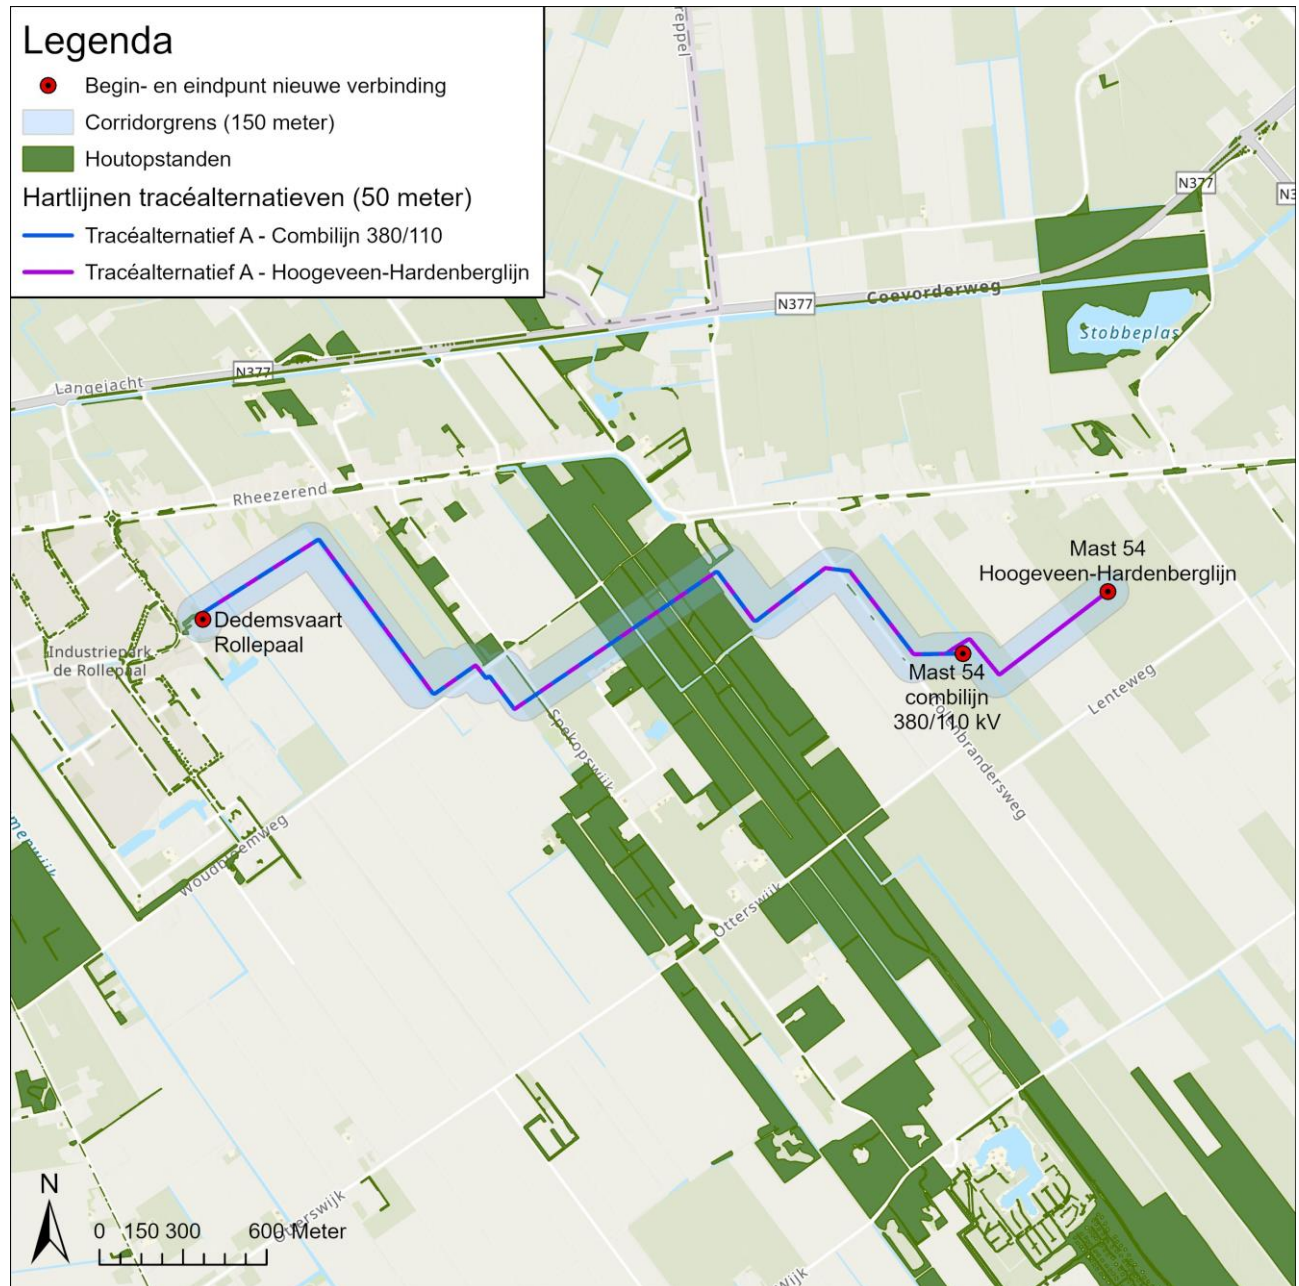 Legenda
Begin- en eindpunt nieuwe verbinding
Corridorgrens (150 meter)
Houtopstanden
Hartlijnen tracéalternatieven (50 meter)
Tracéalternatief A - Combilijn 380/110
Tracéalternatief A - Hoogeveen-Hardenberglijn
N377
N3
N377
Coevorderweg
Stobbeplas
N377
Langejacht
Rheezerend
Mast 54
Hoogeveen-Hardenberglijn
Dedemsvaart
Rollepaal
Industriepark
de Rollepaal
Mast 54
combilijn
380/110 kV
Lenteweg
Spekopswijk
Woudbloemweg
Otterswijk
N
0 150 300 600 Meter